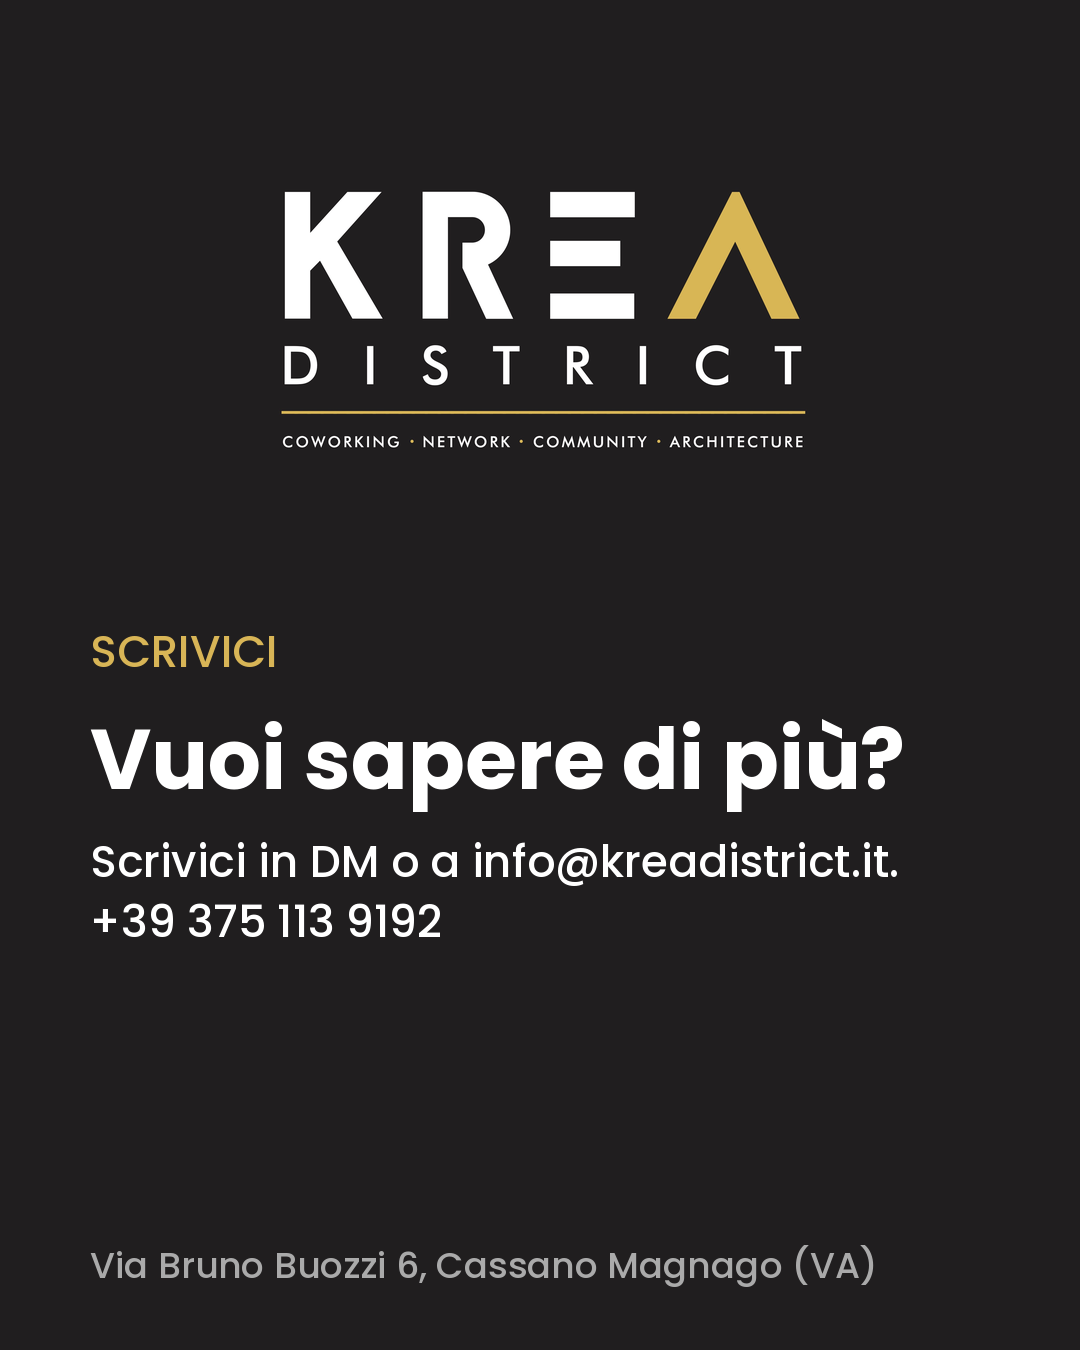 KREA
DISTRICT
COWORKING · NETWORK · COMMUNITY · ARCHITECTURE
SCRIVICI
Vuoi sapere di più?
Scrivici in DM o a info@kreadistrict.it.
+39 375 113 9192
Via Bruno Buozzi 6, Cassano Magnago (VA)